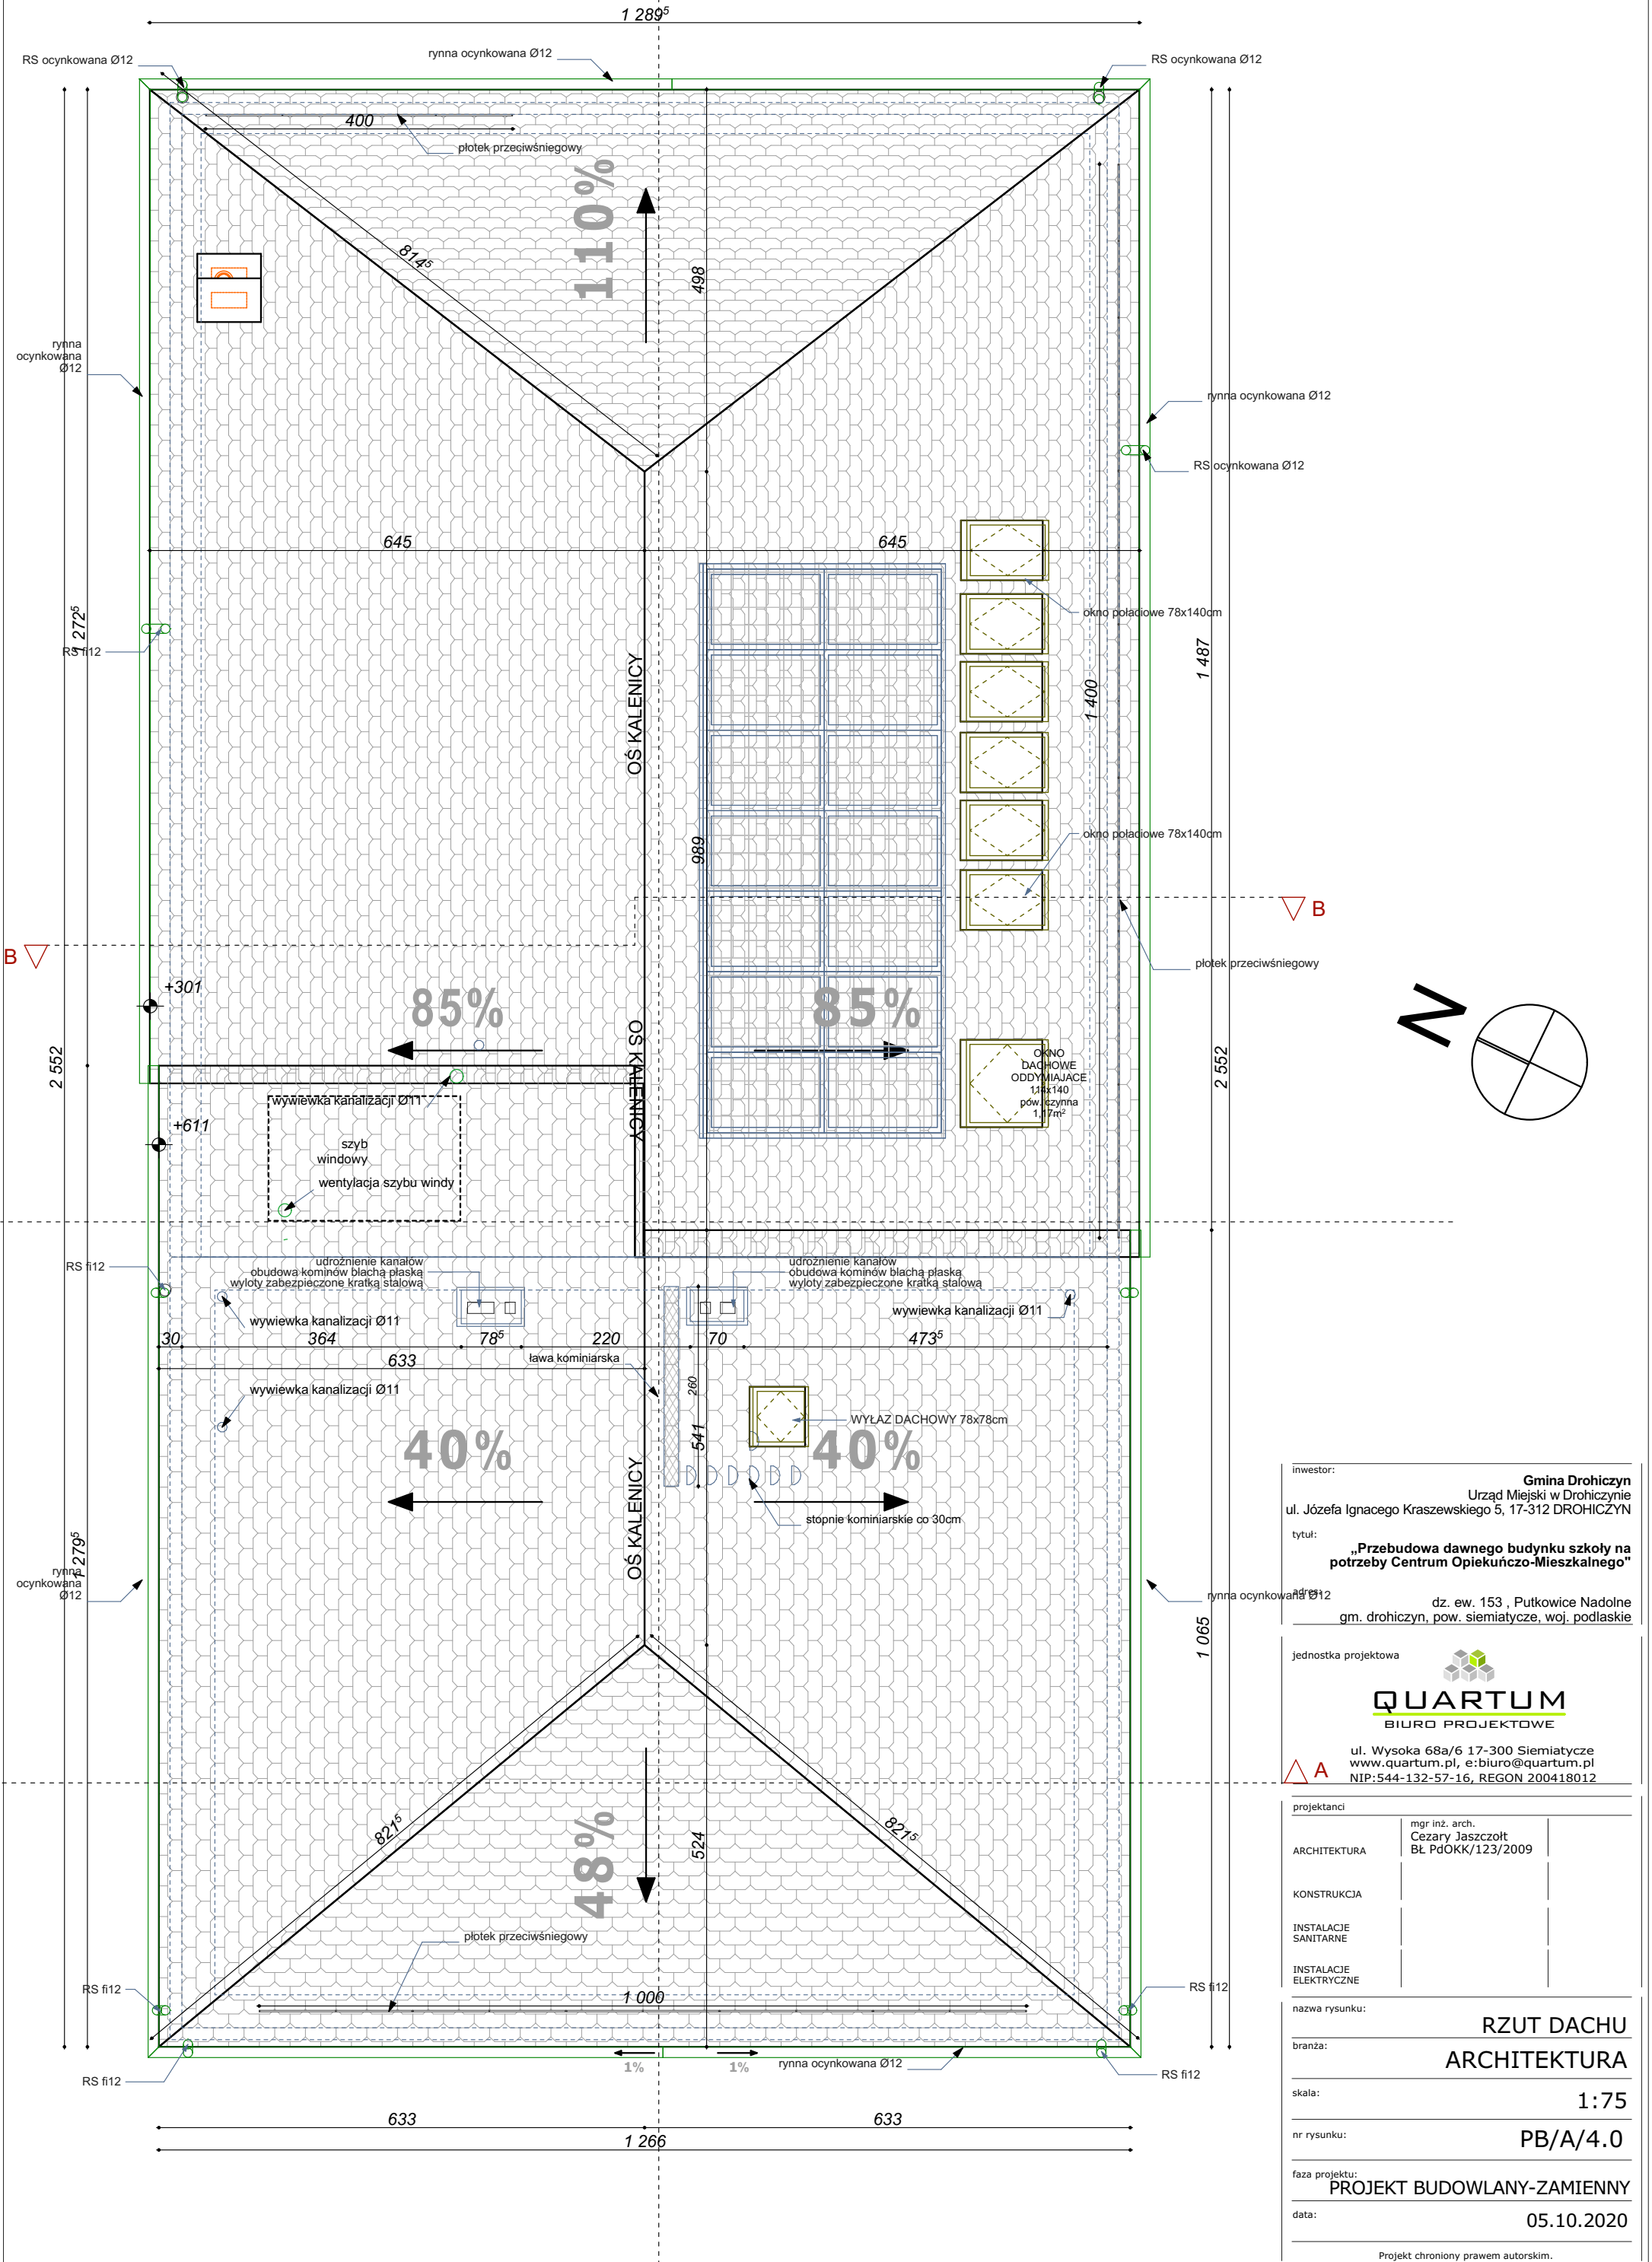 1 289⁵
RS ocynkowana Ø12
rynna ocynkowana Ø12
RS ocynkowana Ø12
400
płotek przeciwśniegowy
110%
814⁵
498
rynna
ocynkowana
Ø12
rynna ocynkowana Ø12
RS ocynkowana Ø12
645
645
okno połaciowe 78x140cm
1 272⁵
RS fi12
OŚ KALENICY
1 487
1 400
okno połaciowe 78x140cm
989
B
B
płotek przeciwśniegowy
+301
85%
85%
N
2 552
2 552
OŚ KALENICY
OKNO
DACHOWE
ODDYMIAJACE
114x140
pow. czynna
1,17m²
wywiewka kanalizacji Ø11
+611
szyb
windowy
wentylacja szybu windy
RS fi12
udrożnienie kanałów
obudowa kominów blachą płaską
wyloty zabezpieczone kratką stalową
udrożnienie kanałów
obudowa kominów blachą płaską
wyloty zabezpieczone kratką stalową
wywiewka kanalizacji Ø11
wywiewka kanalizacji Ø11
30
364
78⁵
220
70
473⁵
633
ława kominiarska
260
wywiewka kanalizacji Ø11
WYŁAZ DACHOWY 78x78cm
541
40%
40%
OŚ KALENICY
stopnie kominiarskie co 30cm
1 279⁵
rynna
ocynkowana
Ø12
rynna ocynkowana Ø12
1 065
821⁵
821⁵
48%
524
płotek przeciwśniegowy
1 000
RS fi12
RS fi12
1%
1%
rynna ocynkowana Ø12
RS fi12
RS fi12
633
633
1 266
inwestor:
Gmina Drohiczyn
Urząd Miejski w Drohiczynie
ul. Józefa Ignacego Kraszewskiego 5, 17-312 DROHICZYN
tytuł:
„Przebudowa dawnego budynku szkoły na
potrzeby Centrum Opiekuńczo-Mieszkalnego"
adres:
dz. ew. 153 , Putkowice Nadolne
gm. drohiczyn, pow. siemiatycze, woj. podlaskie
jednostka projektowa
QUARTUM
BIURO PROJEKTOWE
ul. Wysoka 68a/6 17-300 Siemiatycze
www.quartum.pl, e:biuro@quartum.pl
NIP:544-132-57-16, REGON 200418012
A
projektanci
ARCHITEKTURA
mgr inż. arch.
Cezary Jaszczołt
BŁ PdOKK/123/2009
KONSTRUKCJA
INSTALACJE
SANITARNE
INSTALACJE
ELEKTRYCZNE
nazwa rysunku:
RZUT DACHU
branża:
ARCHITEKTURA
skala:
1:75
nr rysunku:
PB/A/4.0
faza projektu:
PROJEKT BUDOWLANY-ZAMIENNY
data:
05.10.2020
Projekt chroniony prawem autorskim.